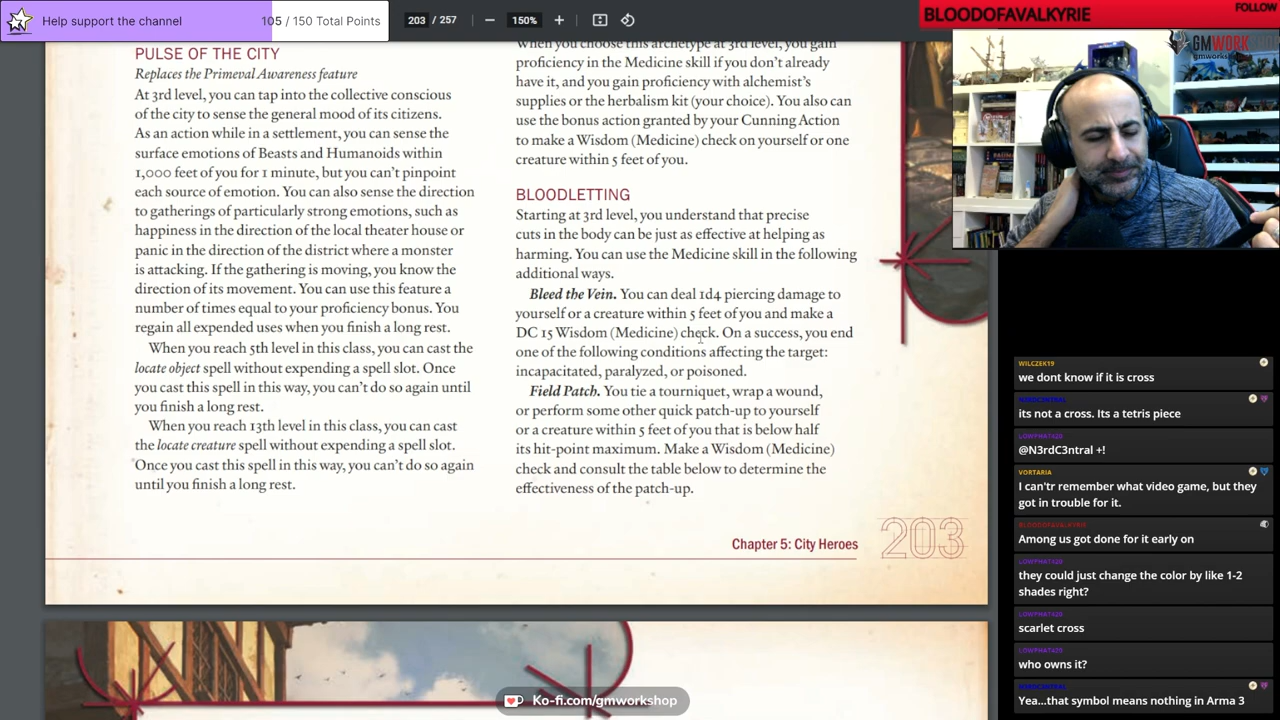 Help support the channel
105 / 150 Total Points
203 / 257
150%
BLOODOFAVALKYRIE
FOLLOW
GMWORKSHOP
PULSE OF THE CITY
Replaces the Primeval Awareness feature
At 3rd level, you can tap into the collective conscious
of the city to sense the general mood of its citizens.
As an action while in a settlement, you can sense the
surface emotions of Beasts and Humanoids within
1,000 feet of you for 1 minute, but you can't pinpoint
each source of emotion. You can also sense the direction
to gatherings of particularly strong emotions, such as
happiness in the direction of the local theater house or
panic in the direction of the district where a monster
is attacking. If the gathering is moving, you know the
direction of its movement. You can use this feature a
number of times equal to your proficiency bonus. You
regain all expended uses when you finish a long rest.
When you reach 5th level in this class, you can cast the
locate object spell without expending a spell slot. Once
you cast this spell in this way, you can't do so again until
you finish a long rest.
When you reach 13th level in this class, you can cast
the locate creature spell without expending a spell slot.
Once you cast this spell in this way, you can't do so again
until you finish a long rest.
When you choose this archetype at 3rd level, you gain
proficiency in the Medicine skill if you don't already
have it, and you gain proficiency with alchemist's
supplies or the herbalism kit (your choice). You also can
use the bonus action granted by your Cunning Action
to make a Wisdom (Medicine) check on yourself or one
creature within 5 feet of you.
BLOODLETTING
Starting at 3rd level, you understand that precise
cuts in the body can be just as effective at helping as
harming. You can use the Medicine skill in the following
additional ways.
Bleed the Vein. You can deal 1d4 piercing damage to
yourself or a creature within 5 feet of you and make a
DC 15 Wisdom (Medicine) check. On a success, you end
one of the following conditions affecting the target:
incapacitated, paralyzed, or poisoned.
Field Patch. You tie a tourniquet, wrap a wound,
or perform some other quick patch-up to yourself
or a creature within 5 feet of you that is below half
its hit-point maximum. Make a Wisdom (Medicine)
check and consult the table below to determine the
effectiveness of the patch-up.
Chapter 5: City Heroes
203
Ko-fi.com/gmworkshop
WILCZEK19
we dont know if it is cross
N3RDC3NTRAL
its not a cross. Its a tetris piece
LOWPHAT420
@N3rdC3ntral +!
VORTARIA
I can'tr remember what video game, but they
got in trouble for it.
BLOODOFAVALKYRIE
Among us got done for it early on
LOWPHAT420
they could just change the color by like 1-2
shades right?
LOWPHAT420
scarlet cross
LOWPHAT420
who owns it?
N3RDC3NTRAL
Yea...that symbol means nothing in Arma 3